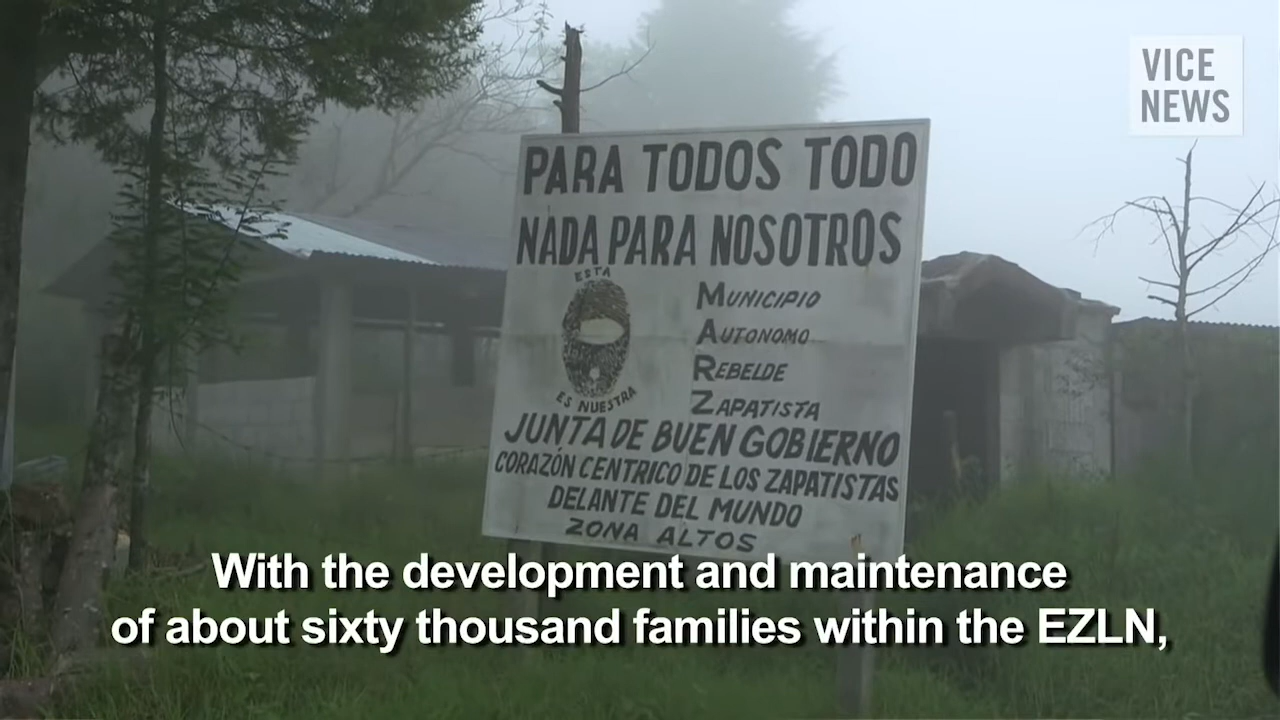 VICE
NEWS
PARA TODOS TODO
NADA PARA NOSOTROS
ESTA
ES NUESTRA
MUNICIPIO
AUTONOMO
REBELDE
ZAPATISTA
JUNTA DE BUEN GOBIERNO
CORAZÓN CENTRICO DE LOS ZAPATISTAS
DELANTE DEL MUNDO
ZONA ALTOS
With the development and maintenance
of about sixty thousand families within the EZLN,